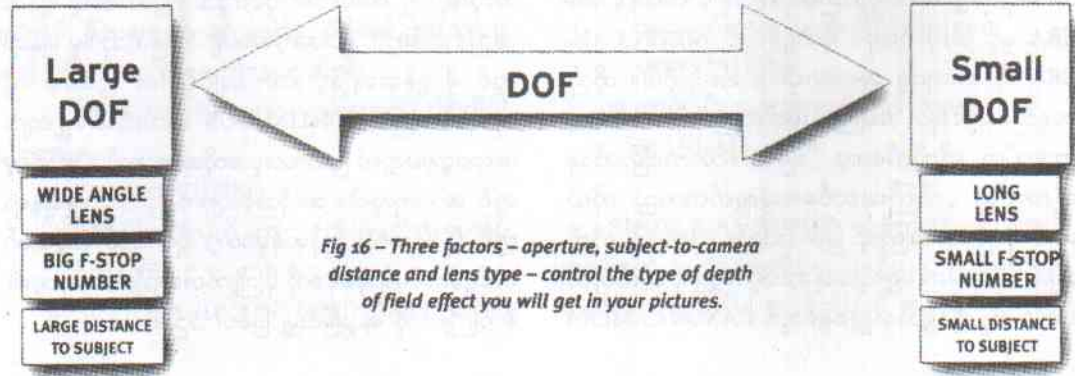 Large
DOF
WIDE ANGLE
LENS
BIG F-STOP
NUMBER
LARGE DISTANCE
TO SUBJECT
DOF
Fig 16 – Three factors – aperture, subject-to-camera
distance and lens type – control the type of depth
of field effect you will get in your pictures.
Small
DOF
LONG
LENS
SMALL F-STOP
NUMBER
SMALL DISTANCE
TO SUBJECT